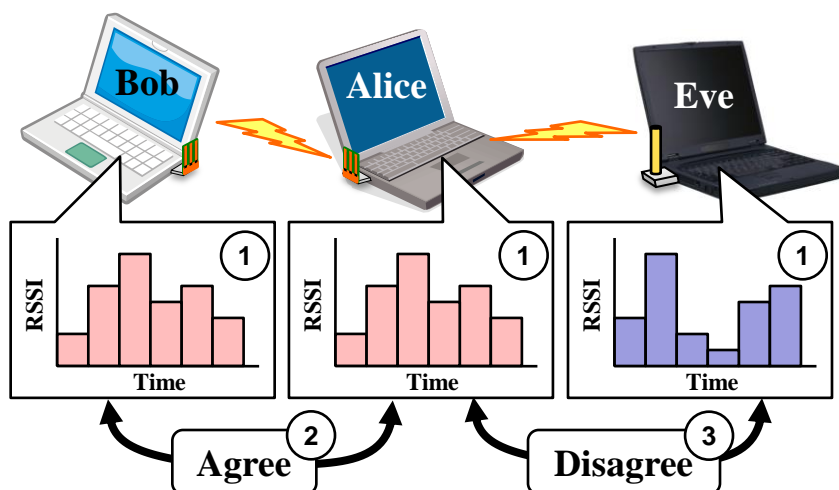 Bob
Alice
Eve
1
RSSI
Time
1
RSSI
Time
1
RSSI
Time
2
Agree
3
Disagree